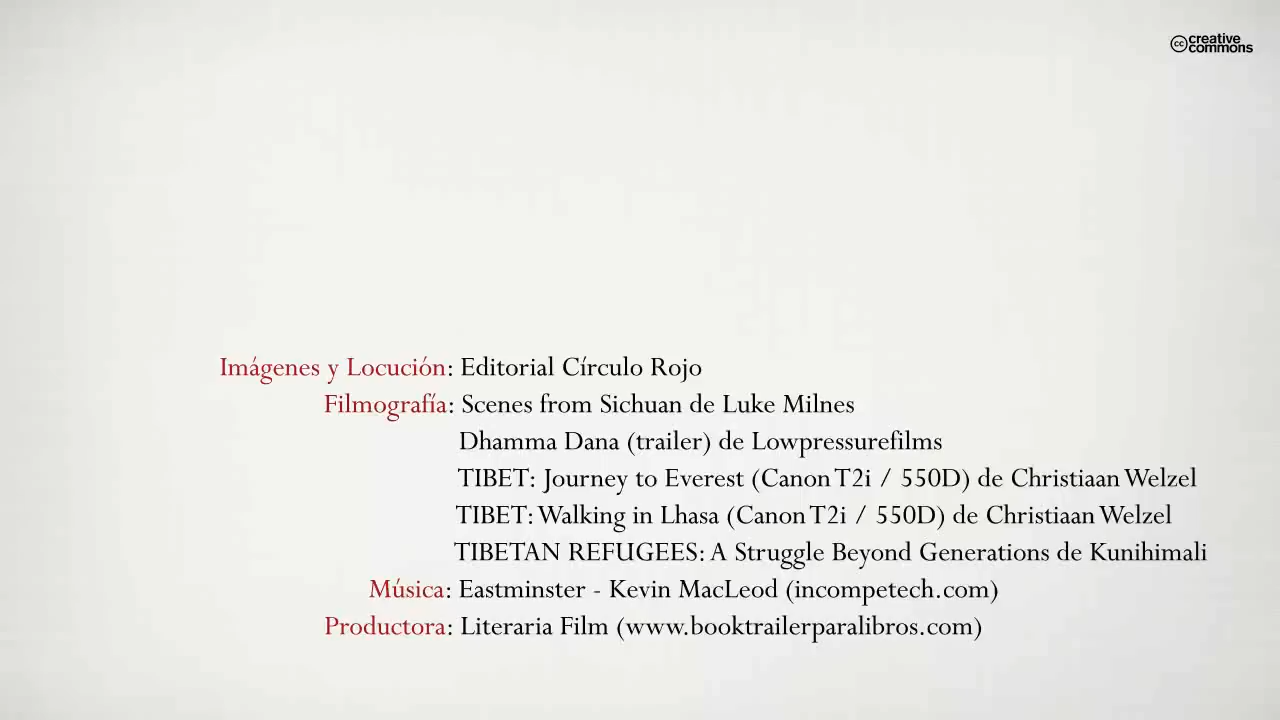 creative
commons
Imágenes y Locución: Editorial Círculo Rojo
Filmografía: Scenes from Sichuan de Luke Milnes
Dhamma Dana (trailer) de Lowpressurefilms
TIBET: Journey to Everest (Canon T2i / 550D) de Christiaan Welzel
TIBET: Walking in Lhasa (Canon T2i / 550D) de Christiaan Welzel
TIBETAN REFUGEES: A Struggle Beyond Generations de Kunihimali
Música: Eastminster - Kevin MacLeod (incompetech.com)
Productora: Literaria Film (www.booktrailerparalibros.com)